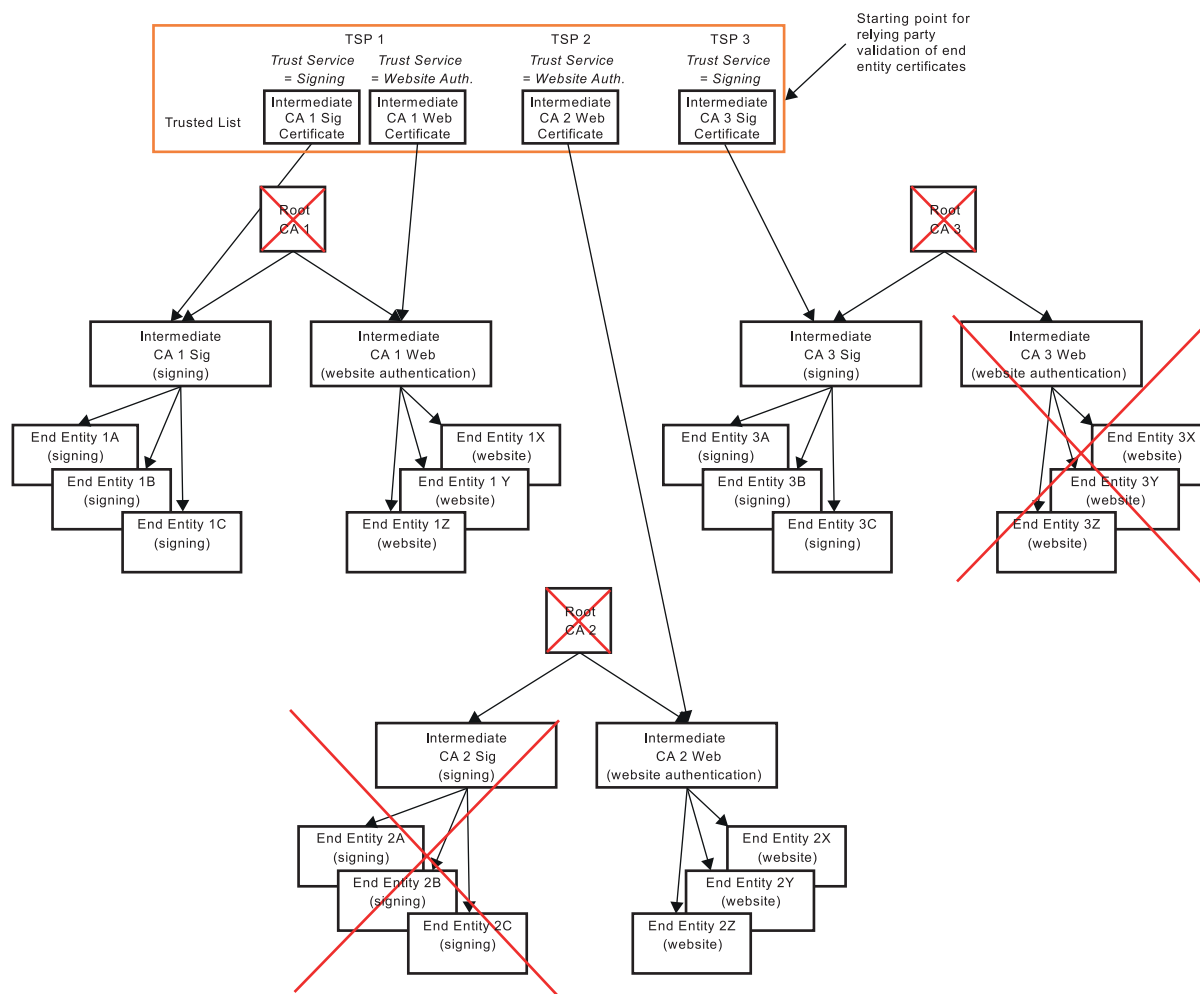 TSP 1
TSP 2
TSP 3
Starting point for
relying party
validation of end
entity certificates
Trust Service
= Signing
Trust Service
= Website Auth.
Trust Service
= Website Auth.
Trust Service
= Signing
Trusted List
Intermediate
CA 1 Sig
Certificate
Intermediate
CA 1 Web
Certificate
Intermediate
CA 2 Web
Certificate
Intermediate
CA 3 Sig
Certificate
Root
CA 1
Root
CA 3
Intermediate
CA 1 Sig
(signing)
Intermediate
CA 1 Web
(website authentication)
Intermediate
CA 3 Sig
(signing)
Intermediate
CA 3 Web
(website authentication)
End Entity 1A
(signing)
End Entity 1B
(signing)
End Entity 1C
(signing)
End Entity 1X
(website)
End Entity 1 Y
(website)
End Entity 1Z
(website)
End Entity 3A
(signing)
End Entity 3B
(signing)
End Entity 3C
(signing)
End Entity 3X
(website)
End Entity 3Y
(website)
End Entity 3Z
(website)
Root
CA 2
Intermediate
CA 2 Sig
(signing)
Intermediate
CA 2 Web
(website authentication)
End Entity 2A
(signing)
End Entity 2B
(signing)
End Entity 2C
(signing)
End Entity 2X
(website)
End Entity 2Y
(website)
End Entity 2Z
(website)